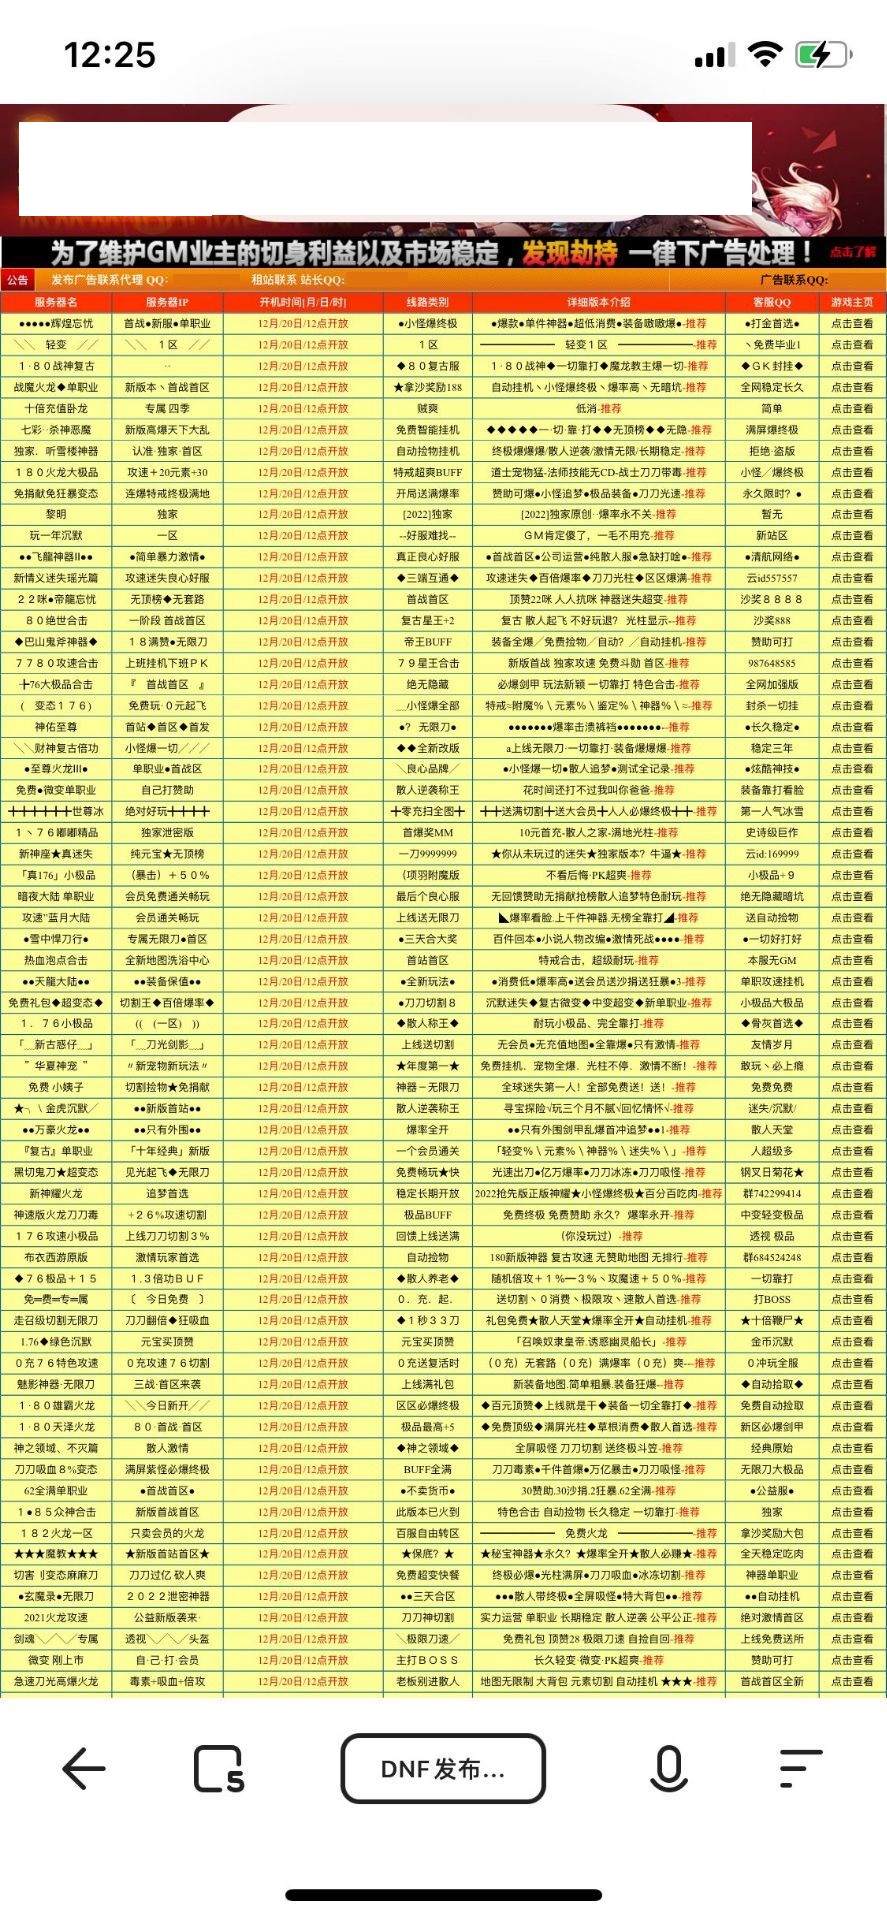 12:25
为了维护GM业主的切身利益以及市场稳定，发现劫持 一律下广告处理！ 点击了解
公告 发布广告联系代理 QQ: 租站联系 站长QQ: 广告联系QQ:
服务器名 服务器IP 开机时间[月/日/时] 线路类别 详细版本介绍 客服QQ 游戏主页
●●●●●辉煌忘忧 首战●新服●单职业 12月/20日/12点开放 ●小怪爆终极 ●爆款●单件神器●超低消费●装备嗷嗷爆●-推荐 ●打金首选● 点击查看
╲╲ 轻变 ╱╱ ╲╲ 1区 ╱╱ 12月/20日/12点开放 1区 ━━━━━━ 轻变1区 ━━━━━━-推荐 丶免费毕业1 点击查看
1·80战神复古 ·· 12月/20日/12点开放 ◆80复古服 1·80战神◆一切靠打◆魔龙教主爆一切-推荐 ◆GK封挂◆ 点击查看
战魔火龙◆单职业 新版本丶首战首区 12月/20日/12点开放 ★拿沙奖励188 自动挂机丶小怪爆终极丶爆率高丶无暗坑-推荐 全网稳定长久 点击查看
十倍充值卧龙 专属 四季 12月/20日/12点开放 贼爽 低消-推荐 简单 点击查看
七彩··杀神恶魔 新版高爆天下大乱 12月/20日/12点开放 免费智能挂机 ◆◆◆◆◆一·切·靠·打◆◆无顶榜◆◆无隐-推荐 满屏爆终极 点击查看
独家．听雪楼神器 认准·独家·首区 12月/20日/12点开放 自动捡物挂机 终极爆爆爆/散人逆袭/激情无限/长期稳定-推荐 拒绝·盗版 点击查看
180火龙大极品 攻速+20元素+30 12月/20日/12点开放 特戒超爽BUFF 道士宠物猛-法师技能无CD-战士刀刀带毒-推荐 小怪╱爆终极 点击查看
免捐献免狂暴变态 连爆特戒终极满地 12月/20日/12点开放 开局送满爆率 赞助可爆●小怪追梦●极品装备●刀刀光速-推荐 永久限时？● 点击查看
黎明 独家 12月/20日/12点开放 [2022]独家 [2022]独家原创··爆率永不关-推荐 暂无 点击查看
玩一年沉默 一区 12月/20日/12点开放 --好服难找-- GM肯定傻了，一毛不用充-推荐 新站区 点击查看
●●飞龍神器II●● ●简单暴力激情● 12月/20日/12点开放 真正良心好服 ●首战首区●公司运营●纯散人服●急缺打啥●-推荐 ●清航网络● 点击查看
新情义迷失瑶光篇 攻速迷失良心好服 12月/20日/12点开放 ◆三端互通◆ 攻速迷失◆百倍爆率◆刀刀光柱◆区区爆满-推荐 云id557557 点击查看
22咪●帝龍忘忧 无顶榜◆无套路 12月/20日/12点开放 首战首区 顶赞22咪 人人抗咪 神器迷失超变-推荐 沙奖8888 点击查看
80绝世合击 一阶段 首战首区 12月/20日/12点开放 复古星王+2 复古 散人起飞 不好玩退？ 光柱显示--推荐 沙奖888 点击查看
◆巴山鬼斧神器◆ 18满赞●无限刀 12月/20日/12点开放 帝王BUFF 装备全爆╱免费捡物╱自动？╱自动挂机-推荐 赞助可打 点击查看
7780攻速合击 上班挂机下班PK 12月/20日/12点开放 79星王合击 新版首战 独家攻速 免费斗勋 首区-推荐 987648585 点击查看
╋76大极品合击 『 首战首区 』 12月/20日/12点开放 绝无隐藏 必爆剑甲 玩法新颖 一切靠打 特色合击-推荐 全网加强版 点击查看
( 变态176) 免费玩·0元起飞 12月/20日/12点开放 ﹏小怪爆全部 特戒≈附魔%﹨元素%﹨鉴定%﹨神器%﹨≈-推荐 封杀一切挂 点击查看
神佑至尊 首站◆首区◆首发 12月/20日/12点开放 ●？ 无限刀● ●●●●●●●爆率击溃裤裆●●●●●●●--推荐 ●长久稳定● 点击查看
╲╲财神复古倍功 小怪爆一切╱╱╱ 12月/20日/12点开放 ◆◆全新改版 a上线无限刀·一切靠打·装备爆爆爆-推荐 稳定三年 点击查看
●至尊火龙III● 单职业●首战区 12月/20日/12点开放 ╲良心品牌╱ ●小怪爆一切●散人追梦●测试全记录-推荐 ●炫酷神技● 点击查看
免费●微变单职业 自己打赞助 12月/20日/12点开放 散人逆袭称王 花时间还打不过我叫你爸爸-推荐 装备靠打看脸 点击查看
╋╋╋╋╋╋世尊冰 绝对好玩╋╋╋╋ 12月/20日/12点开放 ╋零充扫全图╋ ╋╋送满切割╋送大会员╋人人必爆终极╋╋-推荐 第一人气冰雪 点击查看
1丶76嘟嘟精品 独家泄密版 12月/20日/12点开放 首爆奖MM 10元首充-散人之家-满地光柱-推荐 史诗级巨作 点击查看
新神座★真迷失 纯元宝★无顶榜 12月/20日/12点开放 一刀9999999 ★你从未玩过的迷失★独家版本？牛逼★-推荐 云id:169999 点击查看
「真176」小极品 （暴击）+50% 12月/20日/12点开放 （项羽附魔版 不看后悔·PK超爽-推荐 小极品+9 点击查看
暗夜大陆 单职业 会员免费通关畅玩 12月/20日/12点开放 最后个良心服 无回馈赞助无捐献抢榜散人追梦特色耐玩-推荐 绝无隐藏暗坑 点击查看
攻速"蓝月大陆 会员通关畅玩 12月/20日/12点开放 上线送无限刀 ◣爆率看脸.上千件神器.无榜全靠打◢-推荐 送自动捡物 点击查看
●雪中悍刀行● 专属无限刀●首区 12月/20日/12点开放 ●三天合大奖 百件回本●小说人物改编●激情死战●●●●-推荐 ●一切好打好 点击查看
热血泡点合击 全新地图洗浴中心 12月/20日/12点开放 首站首区 特戒合击，超级耐玩-推荐 本服无GM 点击查看
●●天龍大陆●● ●●装备保值●● 12月/20日/12点开放 ●全新玩法● ●消费低●爆率高●送会员送沙捐送狂暴●3-推荐 单职攻速挂机 点击查看
免费礼包◆超变态◆ 切割王◆百倍爆率◆ 12月/20日/12点开放 ●刀刀切割8 沉默迷失◆复古微变◆中变超变◆新单职业-推荐 小极品大极品 点击查看
1．76小极品 (( (一区) )) 12月/20日/12点开放 ◆散人称王◆ 耐玩小极品、完全靠打-推荐 ◆骨灰首选◆ 点击查看
「﹏新古惑仔﹏」 「﹏刀光剑影﹏」 12月/20日/12点开放 上线送切割 无会员●无充值地图●全靠爆●只有激情-推荐 友情岁月 点击查看
〞华夏神宠〞 〃新宠物新玩法〃 12月/20日/12点开放 ★年度第一★ 免费挂机．宠物全爆．光柱不停．激情不断！-推荐 敢玩丶必上瘾 点击查看
免费 小姨子 切割捡物★免捐献 12月/20日/12点开放 神器－无限刀 全球迷失第一人！全部免费送！送！-推荐 免费免费 点击查看
★╮﹨金虎沉默╱ ●●新版首站●● 12月/20日/12点开放 散人逆袭称王 寻宝探险√玩三个月不腻√回忆情怀√-推荐 迷失/沉默/ 点击查看
●●万豪火龙●● ●●只有外围●● 12月/20日/12点开放 爆率全开 ●●只有外围剑甲乱爆首冲追梦●●1-推荐 散人天堂 点击查看
『复古』单职业 「十年经典」新版 12月/20日/12点开放 一个会员通关 「轻变%﹨元素%﹨神器%﹨迷失%﹨」-推荐 人超级多 点击查看
黑切鬼刀★超变态 见光起飞◆无限刀 12月/20日/12点开放 免费畅玩★快 光速出刀●亿万爆率●刀刀冰冻●刀刀吸怪-推荐 钢叉日菊花★ 点击查看
新神耀火龙 追梦首选 12月/20日/12点开放 稳定长期开放 2022抢先版正版神耀★小怪爆终极★百分百吃肉-推荐 群742299414 点击查看
神速版火龙刀刀毒 +26%攻速切割 12月/20日/12点开放 极品BUFF 免费终极 免费赞助 永久？ 爆率永开-推荐 中变轻变极品 点击查看
176攻速小极品 上线刀刀切割3% 12月/20日/12点开放 回馈上线送满 （你没玩过）-推荐 透视 极品 点击查看
布衣西游原版 激情玩家首选 12月/20日/12点开放 自动捡物 180新版神器 复古攻速 无赞助地图 无排行-推荐 群684524248 点击查看
◆76极品+15 1.3倍功BUF 12月/20日/12点开放 ◆散人养老◆ 随机倍攻+1%━3%丶攻魔速+50%-推荐 一切靠打 点击查看
免═费═专═属 〔 今日免费 〕 12月/20日/12点开放 0．充．起． 送切割丶0消费丶极限攻丶速散人首选-推荐 打BOSS 点击查看
走召级切割无限刀 刀刀翻倍◆狂吸血 12月/20日/12点开放 ◆1秒33刀 礼包免费★散人天堂★爆率全开★自动挂机-推荐 ★十倍鞭尸★ 点击查看
1.76◆绿色沉默 元宝买顶赞 12月/20日/12点开放 元宝买顶赞 「召唤奴隶皇帝.诱惑幽灵船长」-推荐 金币沉默 点击查看
0充76特色攻速 0充攻速76切割 12月/20日/12点开放 0充送复活时 （0充）无套路（0充）满爆率（0充）爽---推荐 0冲玩全服 点击查看
魅影神器·无限刀 三战·首区来袭 12月/20日/12点开放 上线满礼包 新装备地图.简单粗暴.装备狂爆--推荐 ◆自动拾取◆ 点击查看
1·80雄霸火龙 ╲╲今日新开╱╱ 12月/20日/12点开放 区区必爆终极 ◆百元顶赞◆上线就是干◆装备一切全靠打◆-推荐 免费自动捡取 点击查看
1·80天泽火龙 80·首战·首区 12月/20日/12点开放 极品最高+5 ◆免费顶级◆满屏光柱◆草根消费◆散人首选-推荐 新区必爆剑甲 点击查看
神之领域、不灭篇 散人激情 12月/20日/12点开放 ◆神之领域◆ 全屏吸怪 刀刀切割 送终极斗笠-推荐 经典原始 点击查看
刀刀吸血8%变态 满屏紫怪必爆终极 12月/20日/12点开放 BUFF全满 刀刀毒素●千件首爆●万亿暴击●刀刀吸怪-推荐 无限刀大极品 点击查看
62全满单职业 ●首战首区● 12月/20日/12点开放 ●不卖货币● 30赞助.30沙捐.2狂暴.62全满-推荐 ●公益服● 点击查看
1●85众神合击 新版首战首区 12月/20日/12点开放 此版本已火到 特色合击 自动捡物 长久稳定 一切靠打-推荐 独家 点击查看
182火龙一区 只卖会员的火龙 12月/20日/12点开放 百服自由转区 ━━━━━━ 免费火龙 ━━━━━━-推荐 拿沙奖励大包 点击查看
★★★魔教★★★ ★新版首站首区★ 12月/20日/12点开放 ★保底？★ ★秘宝神器★永久？★爆率全开★散人必赚★-推荐 全天稳定吃肉 点击查看
切害刂变态麻麻刀 刀刀过亿 砍人爽 12月/20日/12点开放 免费超变快餐 终极必爆●光柱满屏●刀刀吸血●冰冻切割-推荐 神器单职业 点击查看
●玄魔录●无限刀 2022泄密神器 12月/20日/12点开放 ●●三天合区 ●●●散人带终极●全屏吸怪●特大背包●●-推荐 ●●自动挂机 点击查看
2021火龙攻速 公益新版袭来· 12月/20日/12点开放 刀刀神切割 实力运营 单职业 长期稳定 散人逆袭 公平公正-推荐 绝对激情首区 点击查看
剑魂╲╱╲╱专属 透视╲╱╲╱头盔 12月/20日/12点开放 ╲极限刀速╱ 免费礼包 顶赞28 极限刀速 自捡自回-推荐 上线免费送所 点击查看
微变 刚上市 自·己·打·会员 12月/20日/12点开放 主打BOSS 长久轻变·微变·PK超爽-推荐 赞助可打 点击查看
急速刀光高爆火龙 毒素+吸血+倍攻 12月/20日/12点开放 老板别进散人 地图无限制 大背包 元素切割 自动挂机 ★★★-推荐 首战首区全新 点击查看
5 DNF发布...